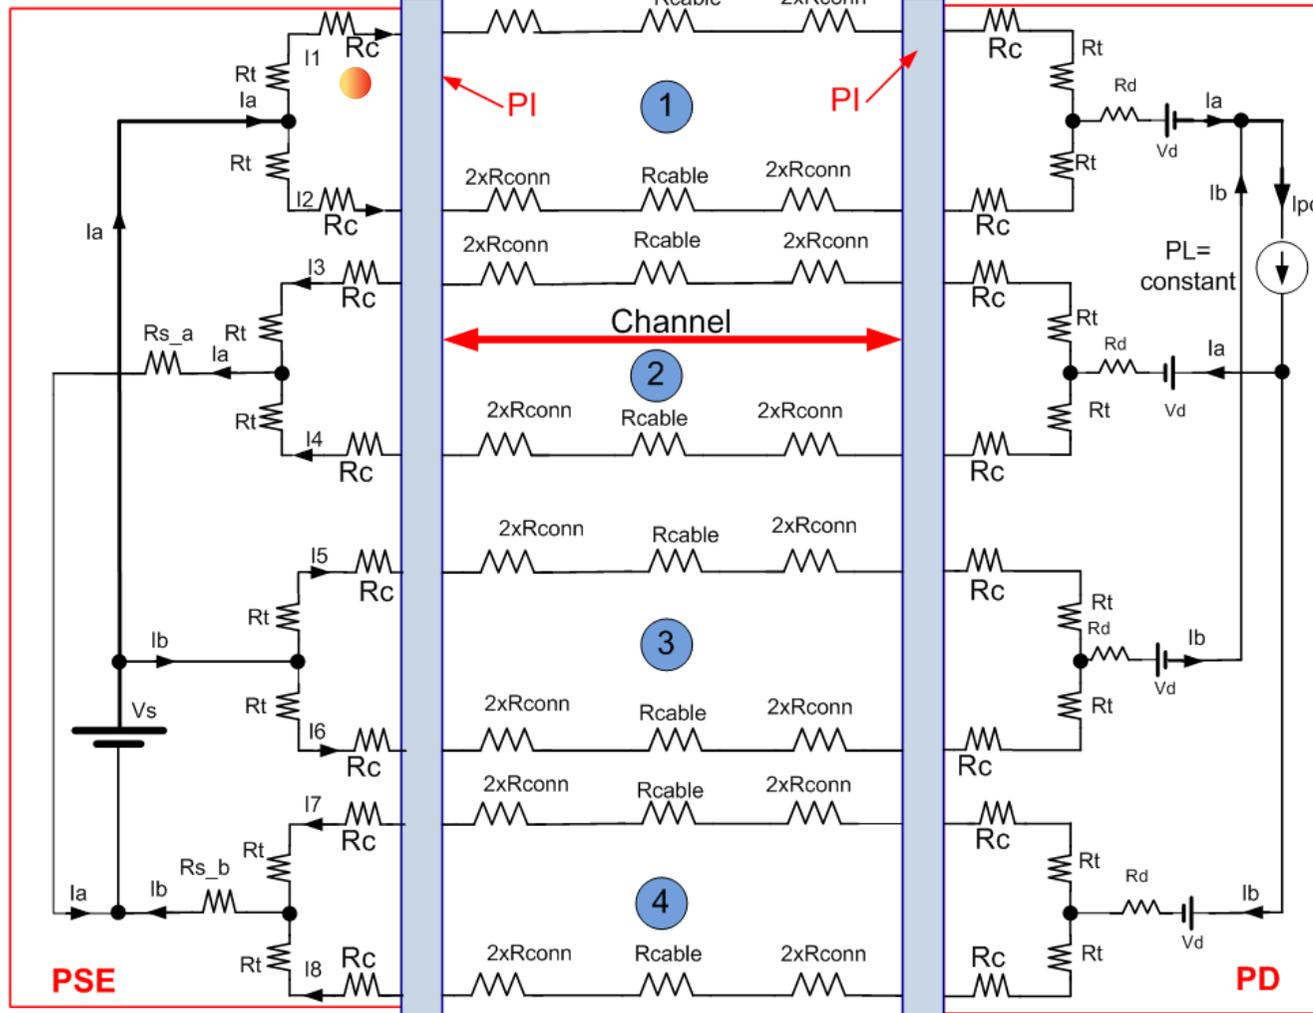 Rcable
2xRconn
Rc
I1
Rc
Rt
Rt
Ia
Rd
Ia
PI
PI
1
Vd
Rt
Rt
2xRconn
Rcable
2xRconn
Ib
I2
Rc
Rc
Ia
2xRconn
Rcable
2xRconn
PL=
constant
I3
Rc
Rc
Rs_a
Rt
Channel
Rt
Ia
Rd
Ia
2
Vd
Rt
2xRconn
Rcable
2xRconn
Rt
I4
Rc
Rc
2xRconn
Rcable
2xRconn
I5
Rc
Rc
Rt
Rt
Rd
Ib
3
Ib
Vd
Rt
2xRconn
Rcable
2xRconn
Rt
Vs
I6
Rc
Rc
2xRconn
Rcable
2xRconn
I7
Rc
Rc
Rt
Rt
Rs_b
Rd
Ia
Ib
4
Ib
Vd
Rt
2xRconn
Rcable
2xRconn
Rt
I8
Rc
Rc
PSE
PD